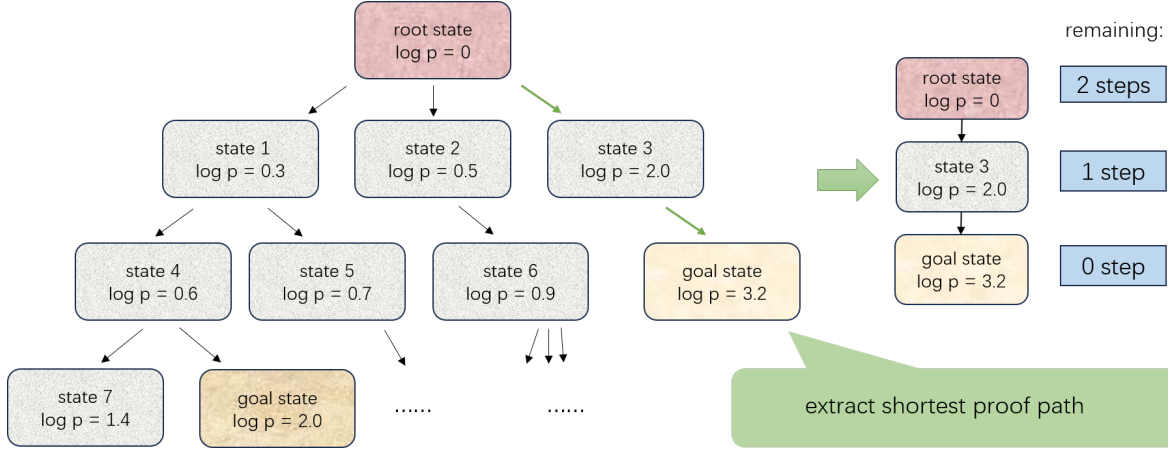 root state
log p = 0
state 1
log p = 0.3
state 2
log p = 0.5
state 3
log p = 2.0
state 4
log p = 0.6
state 5
log p = 0.7
state 6
log p = 0.9
goal state
log p = 3.2
state 7
log p = 1.4
goal state
log p = 2.0
......
......
remaining:
root state
log p = 0
2 steps
state 3
log p = 2.0
1 step
goal state
log p = 3.2
0 step
extract shortest proof path